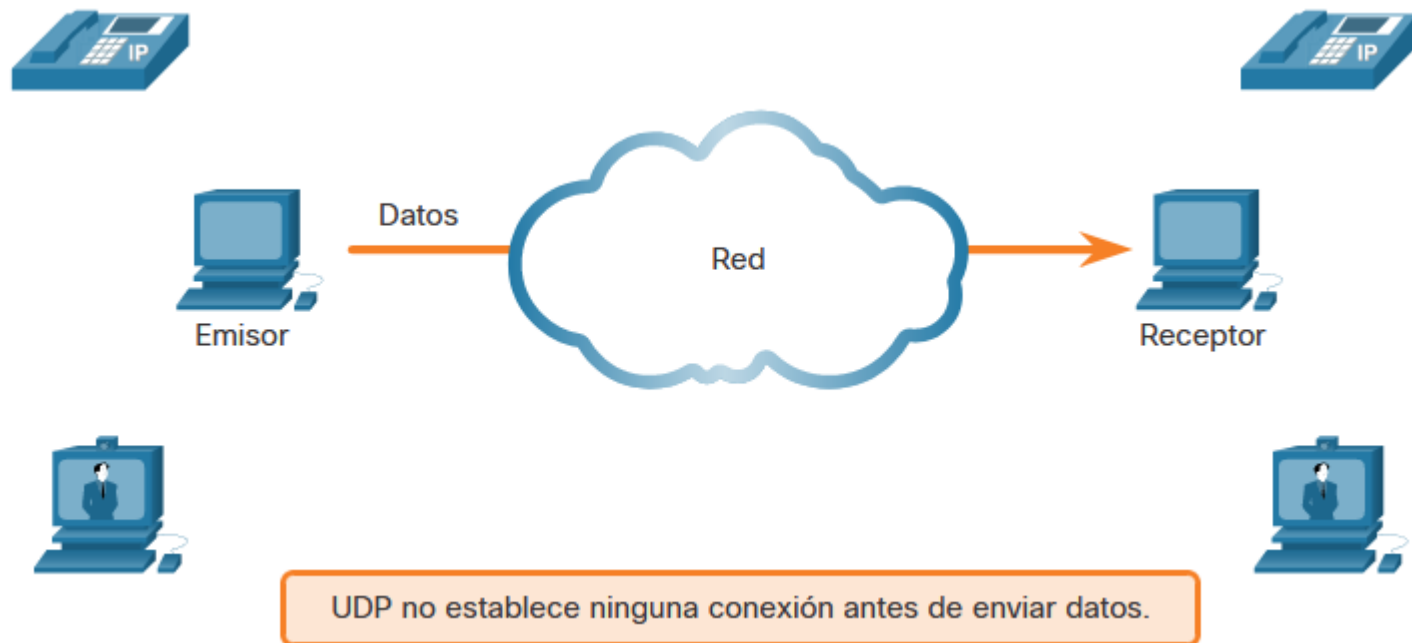 IP
IP
Datos
Red
Emisor
Receptor
UDP no establece ninguna conexión antes de enviar datos.